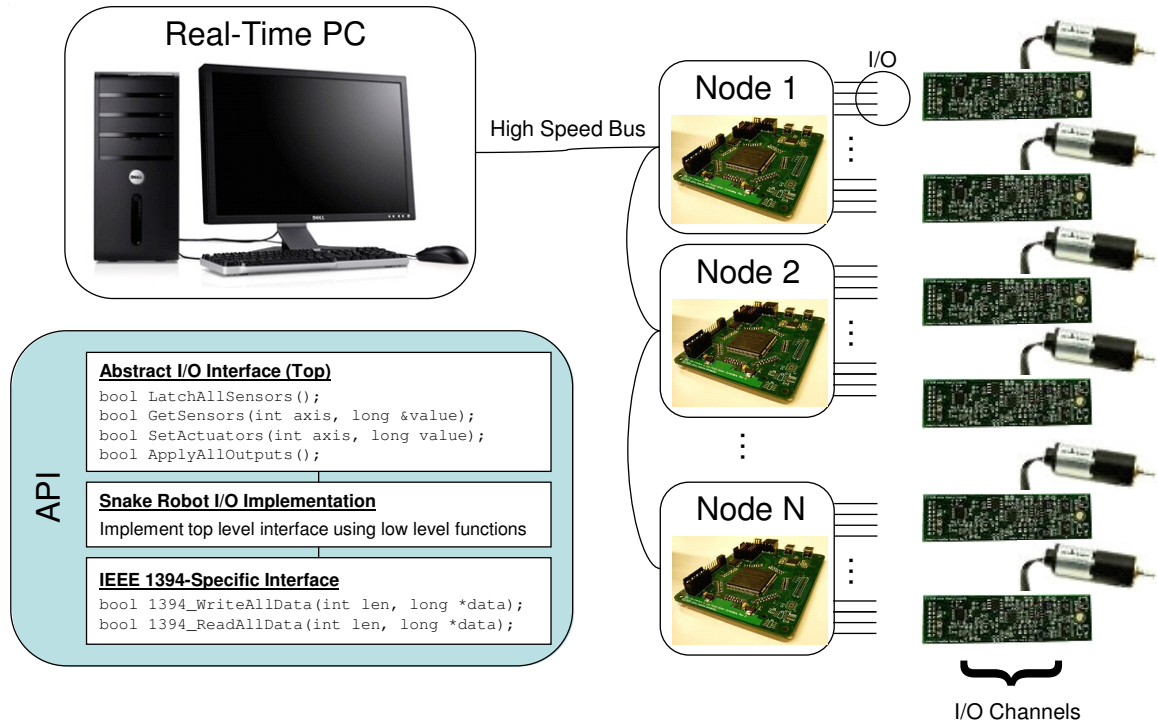 Real-Time PC
High Speed Bus
I/O
Node 1
Node 2
Node N
DELL
DELL
API
Abstract I/O Interface (Top)
bool LatchAllSensors();
bool GetSensors(int axis, long &value);
bool SetActuators(int axis, long value);
bool ApplyAllOutputs();
Snake Robot I/O Implementation
Implement top level interface using low level functions
IEEE 1394-Specific Interface
bool 1394_WriteAllData(int len, long *data);
bool 1394_ReadAllData(int len, long *data);
I/O Channels